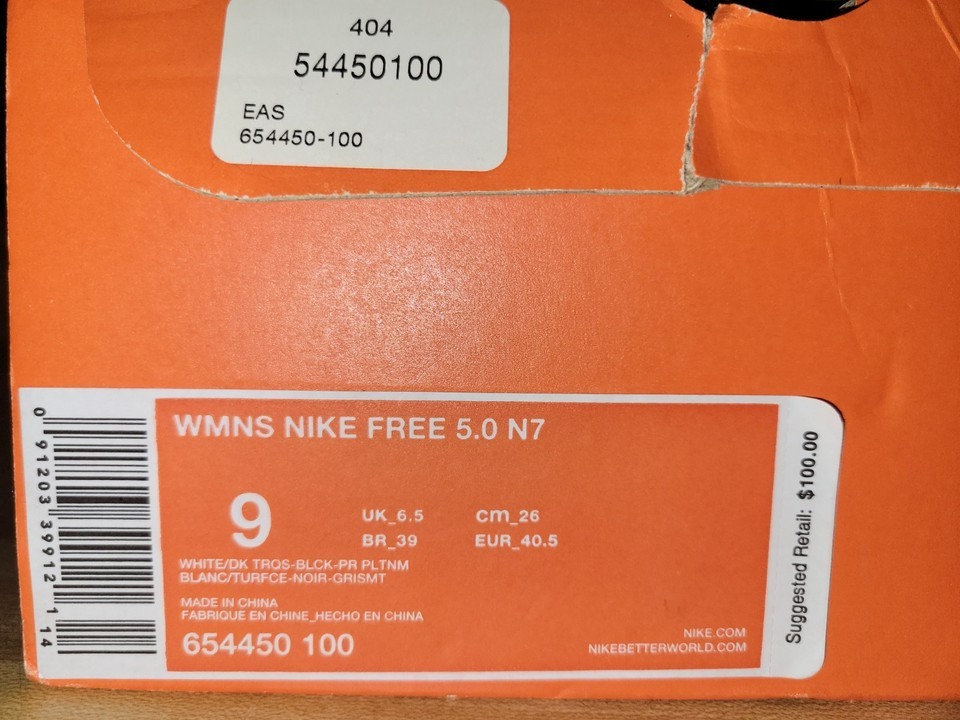 404
54450100
EAS
654450-100
WMNS NIKE FREE 5.0 N7
9
UK_6.5 cm_26
BR_39 EUR_40.5
WHITE/DK TRQS-BLCK-PR PLTNM
BLANC/TURFCE-NOIR-GRISMT
MADE IN CHINA
FABRIQUE EN CHINE_HECHO EN CHINA
654450 100
NIKE.COM
NIKEBETTERWORLD.COM
0 91203 39912 1 14
Suggested Retail: $100.00